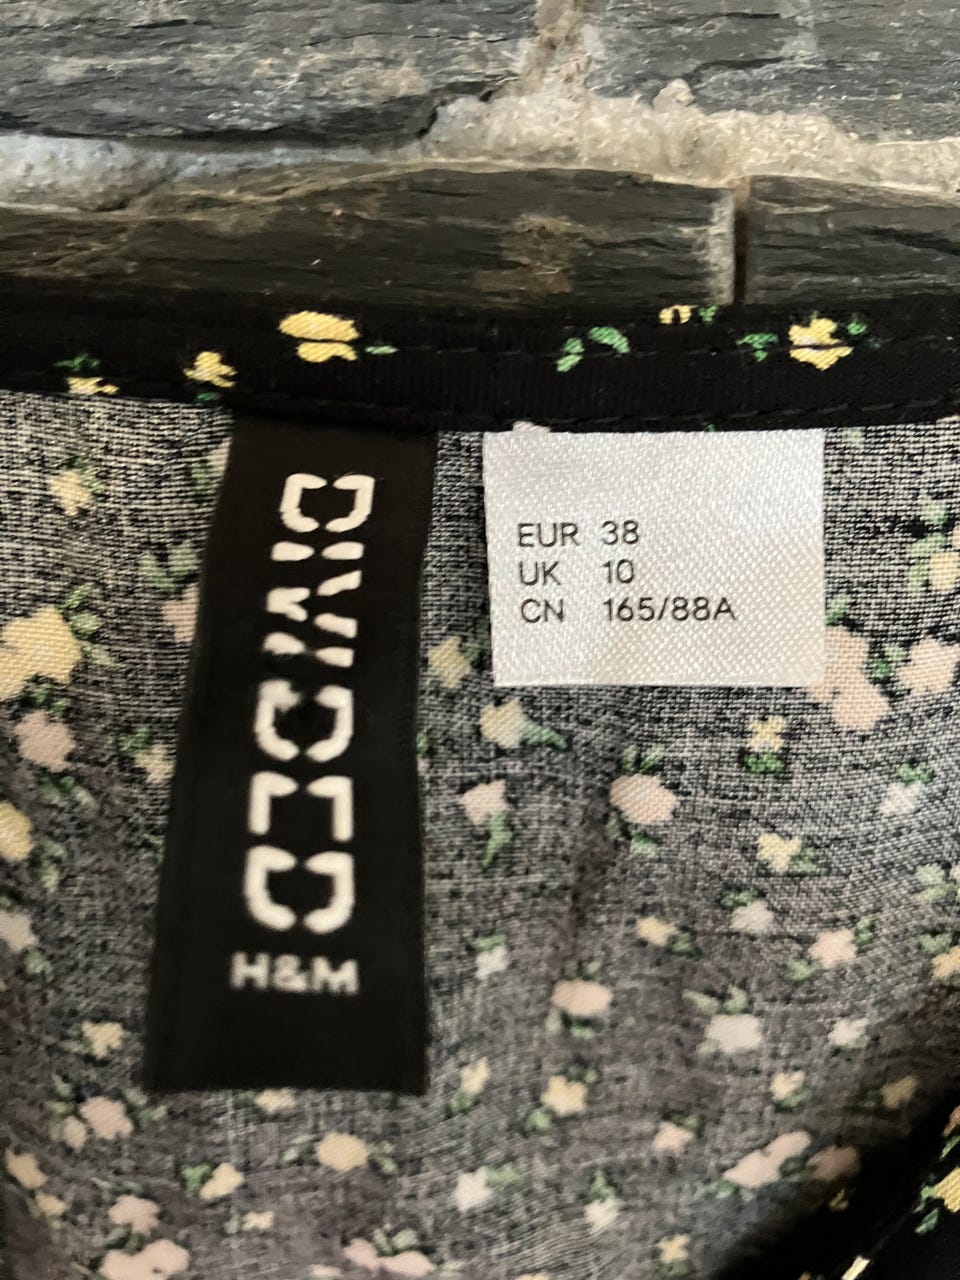 DIVIDED
H&M
EUR 38
UK 10
CN 165/88A